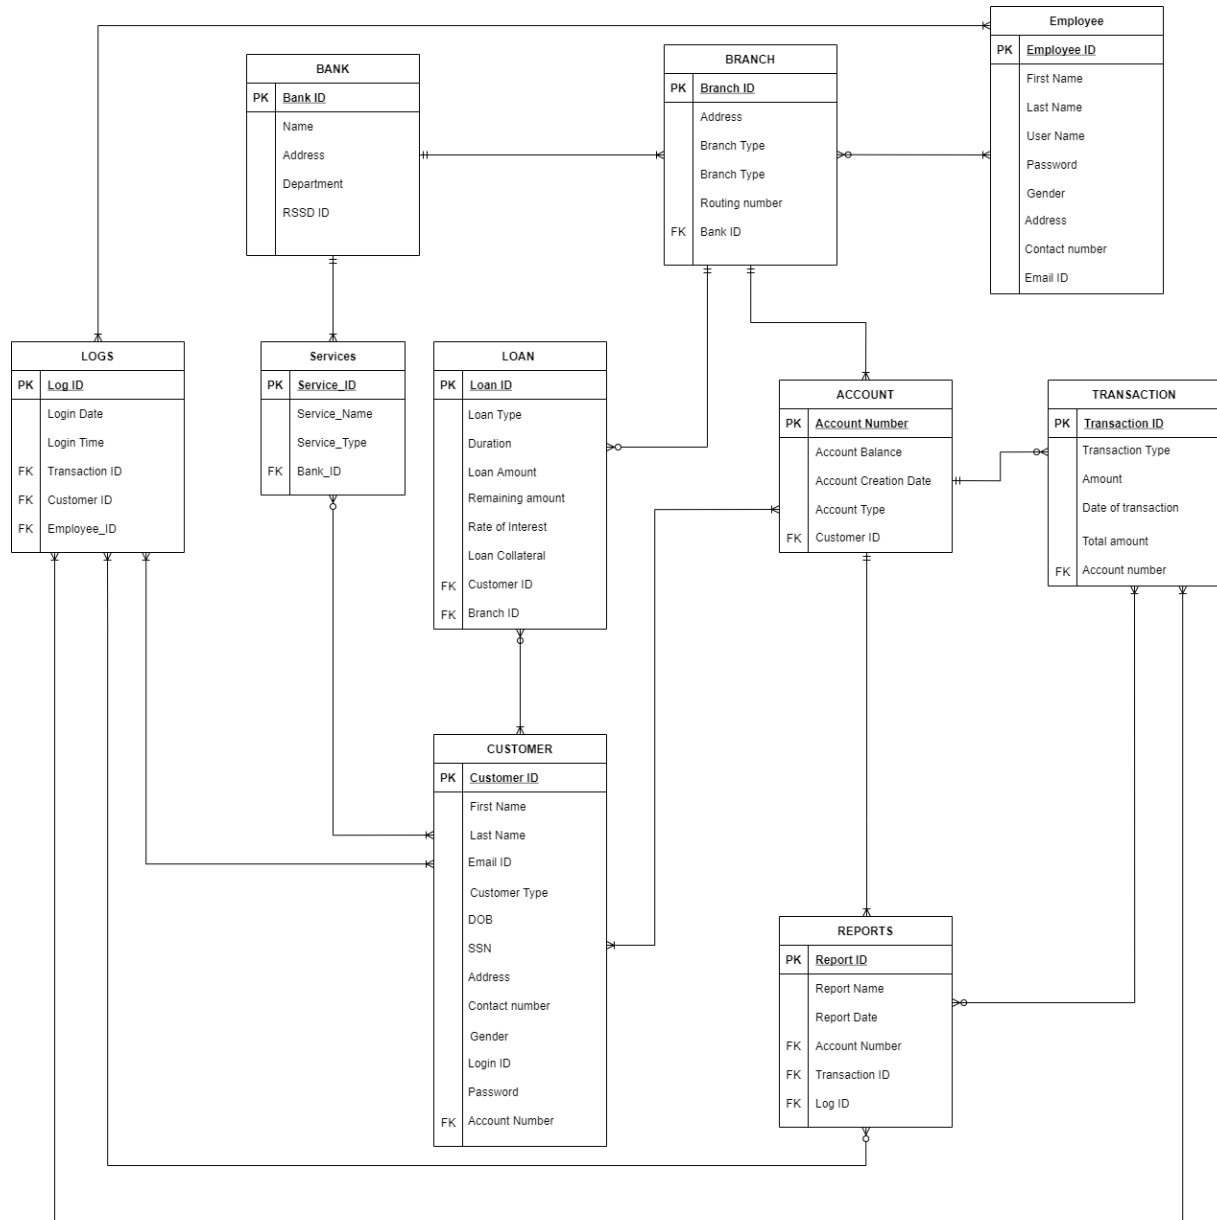 Employee
PK Employee ID
First Name
Last Name
User Name
Password
Gender
Address
Contact number
Email ID
BANK
PK Bank ID
Name
Address
Department
RSSD ID
BRANCH
PK Branch ID
Address
Branch Type
Branch Type
Routing number
FK Bank ID
LOGS
PK Log ID
Login Date
Login Time
FK Transaction ID
FK Customer ID
FK Employee_ID
Services
PK Service_ID
Service_Name
Service_Type
FK Bank_ID
LOAN
PK Loan ID
Loan Type
Duration
Loan Amount
Remaining amount
Rate of Interest
Loan Collateral
FK Customer ID
FK Branch ID
ACCOUNT
PK Account Number
Account Balance
Account Creation Date
Account Type
FK Customer ID
TRANSACTION
PK Transaction ID
Transaction Type
Amount
Date of transaction
Total amount
FK Account number
CUSTOMER
PK Customer ID
First Name
Last Name
Email ID
Customer Type
DOB
SSN
Address
Contact number
Gender
Login ID
Password
FK Account Number
REPORTS
PK Report ID
Report Name
Report Date
FK Account Number
FK Transaction ID
FK Log ID